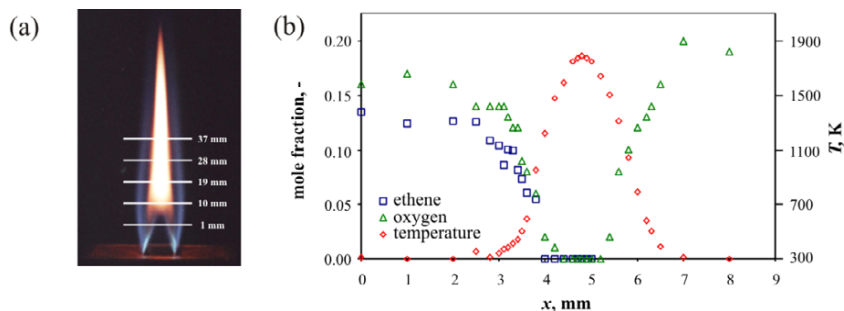 (a)
37 mm
28 mm
19 mm
10 mm
1 mm
(b)
mole fraction, -
0.20
0.15
0.10
0.05
0.00
ethene
oxygen
temperature
0 1 2 3 4 5 6 7 8 9
x, mm
1900
1500
1100
700
300
T, K